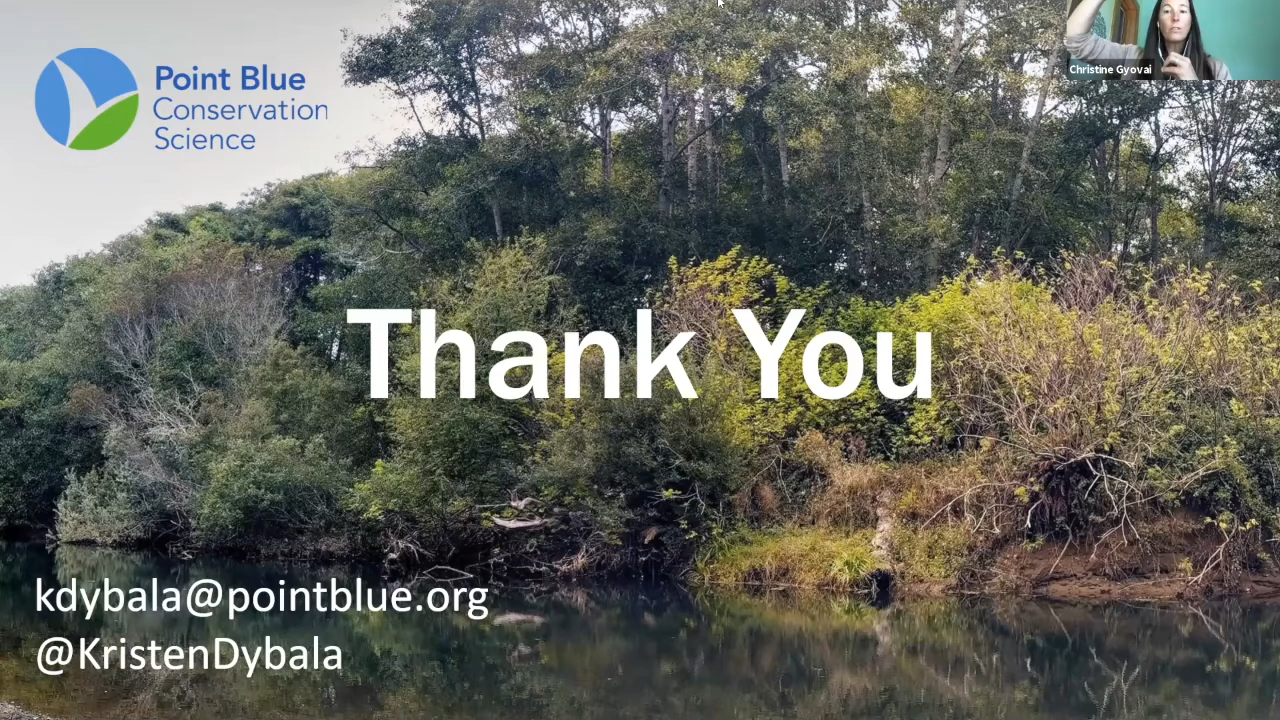 Point Blue
Conservation
Science
Christine Gyovai
Thank You
kdybala@pointblue.org
@KristenDybala